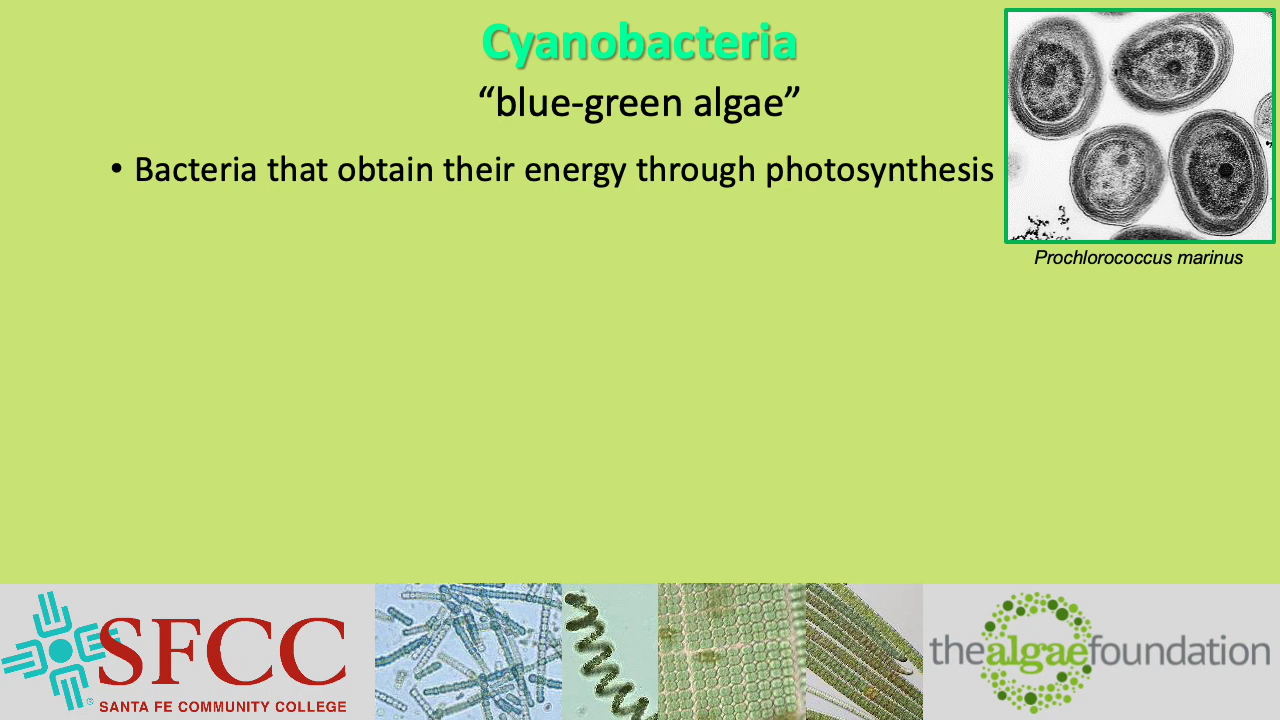 Cyanobacteria
“blue-green algae”
• Bacteria that obtain their energy through photosynthesis
Prochlorococcus marinus
SFCC
®
SANTA FE COMMUNITY COLLEGE
thealgaefoundation